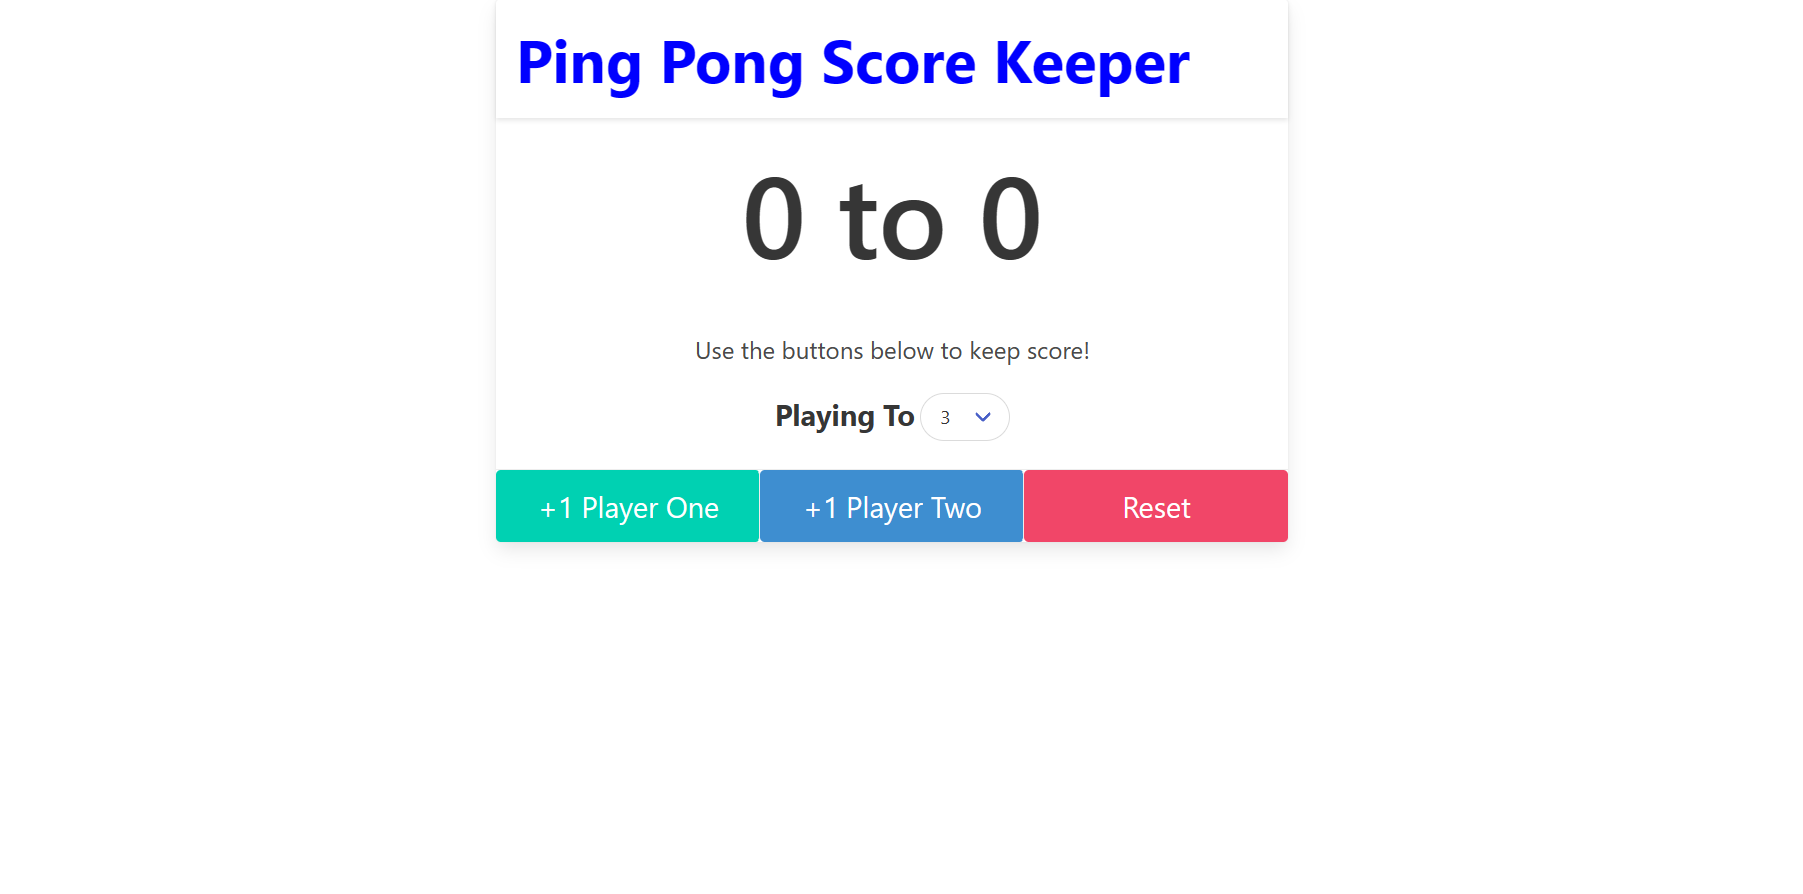 Ping Pong Score Keeper
0 to 0
Use the buttons below to keep score!
Playing To 3
+1 Player One +1 Player Two Reset